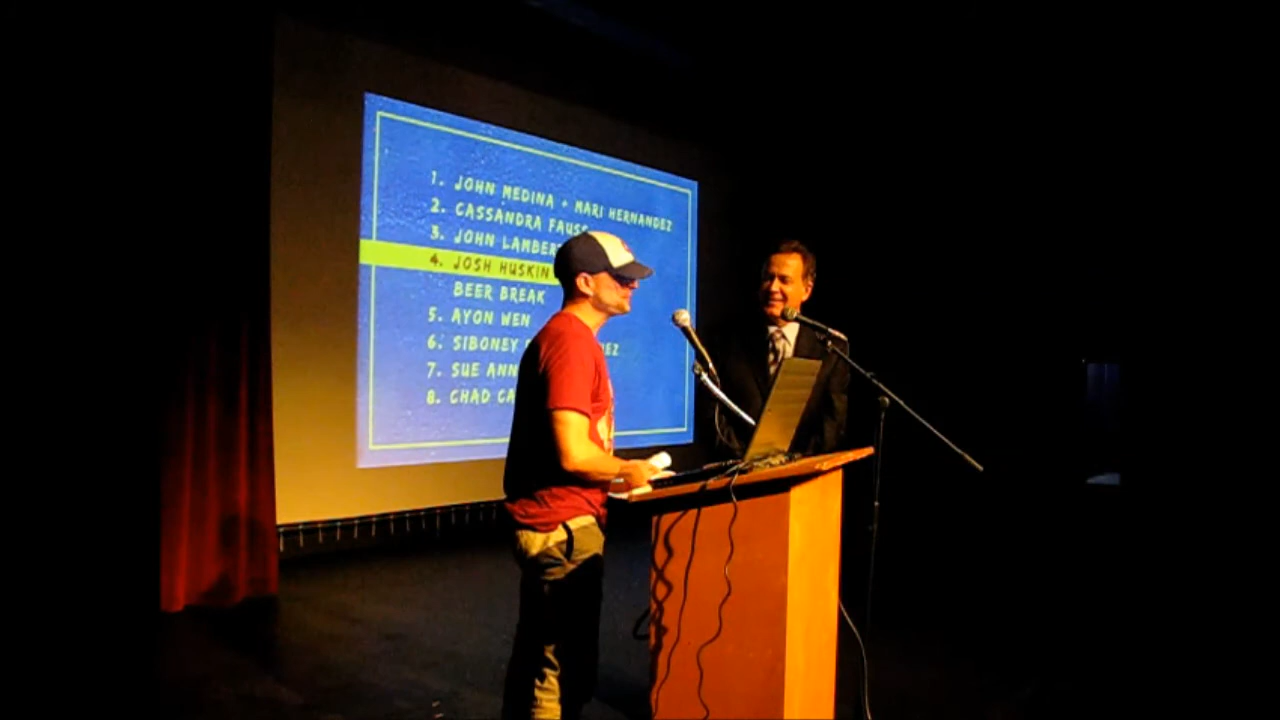 1. JOHN MEDINA + MARI HERNANDEZ
2. CASSANDRA
3. JOHN
4. JOSH HUSKIN
BEER BREAK
5. AYON WEN
6. SIBONEY
7. SUE ANN
8. CHAD